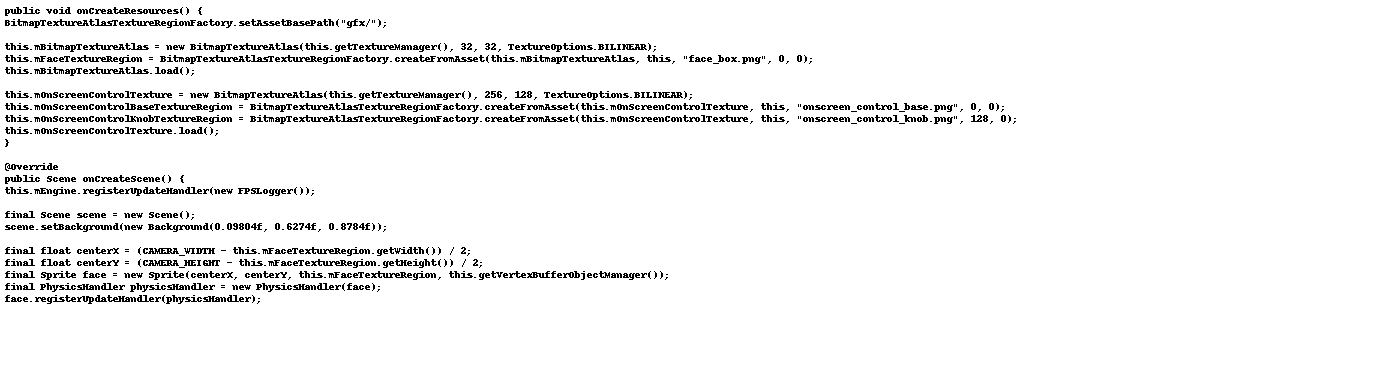 public void onCreateResources() {
BitmapTextureAtlasTextureRegionFactory.setAssetBasePath("gfx/");
this.mBitmapTextureAtlas = new BitmapTextureAtlas(this.getTextureManager(), 32, 32, TextureOptions.BILINEAR);
this.mFaceTextureRegion = BitmapTextureAtlasTextureRegionFactory.createFromAsset(this.mBitmapTextureAtlas, this, "face_box.png", 0, 0);
this.mBitmapTextureAtlas.load();
this.mOnScreenControlTexture = new BitmapTextureAtlas(this.getTextureManager(), 256, 128, TextureOptions.BILINEAR);
this.mOnScreenControlBaseTextureRegion = BitmapTextureAtlasTextureRegionFactory.createFromAsset(this.mOnScreenControlTexture, this, "onscreen_control_base.png", 0, 0);
this.mOnScreenControlKnobTextureRegion = BitmapTextureAtlasTextureRegionFactory.createFromAsset(this.mOnScreenControlTexture, this, "onscreen_control_knob.png", 128, 0);
this.mOnScreenControlTexture.load();
}
@Override
public Scene onCreateScene() {
this.mEngine.registerUpdateHandler(new FPSLogger());
final Scene scene = new Scene();
scene.setBackground(new Background(0.09804f, 0.6274f, 0.8784f));
final float centerX = (CAMERA_WIDTH - this.mFaceTextureRegion.getWidth()) / 2;
final float centerY = (CAMERA_HEIGHT - this.mFaceTextureRegion.getHeight()) / 2;
final Sprite face = new Sprite(centerX, centerY, this.mFaceTextureRegion, this.getVertexBufferObjectManager());
final PhysicsHandler physicsHandler = new PhysicsHandler(face);
face.registerUpdateHandler(physicsHandler);